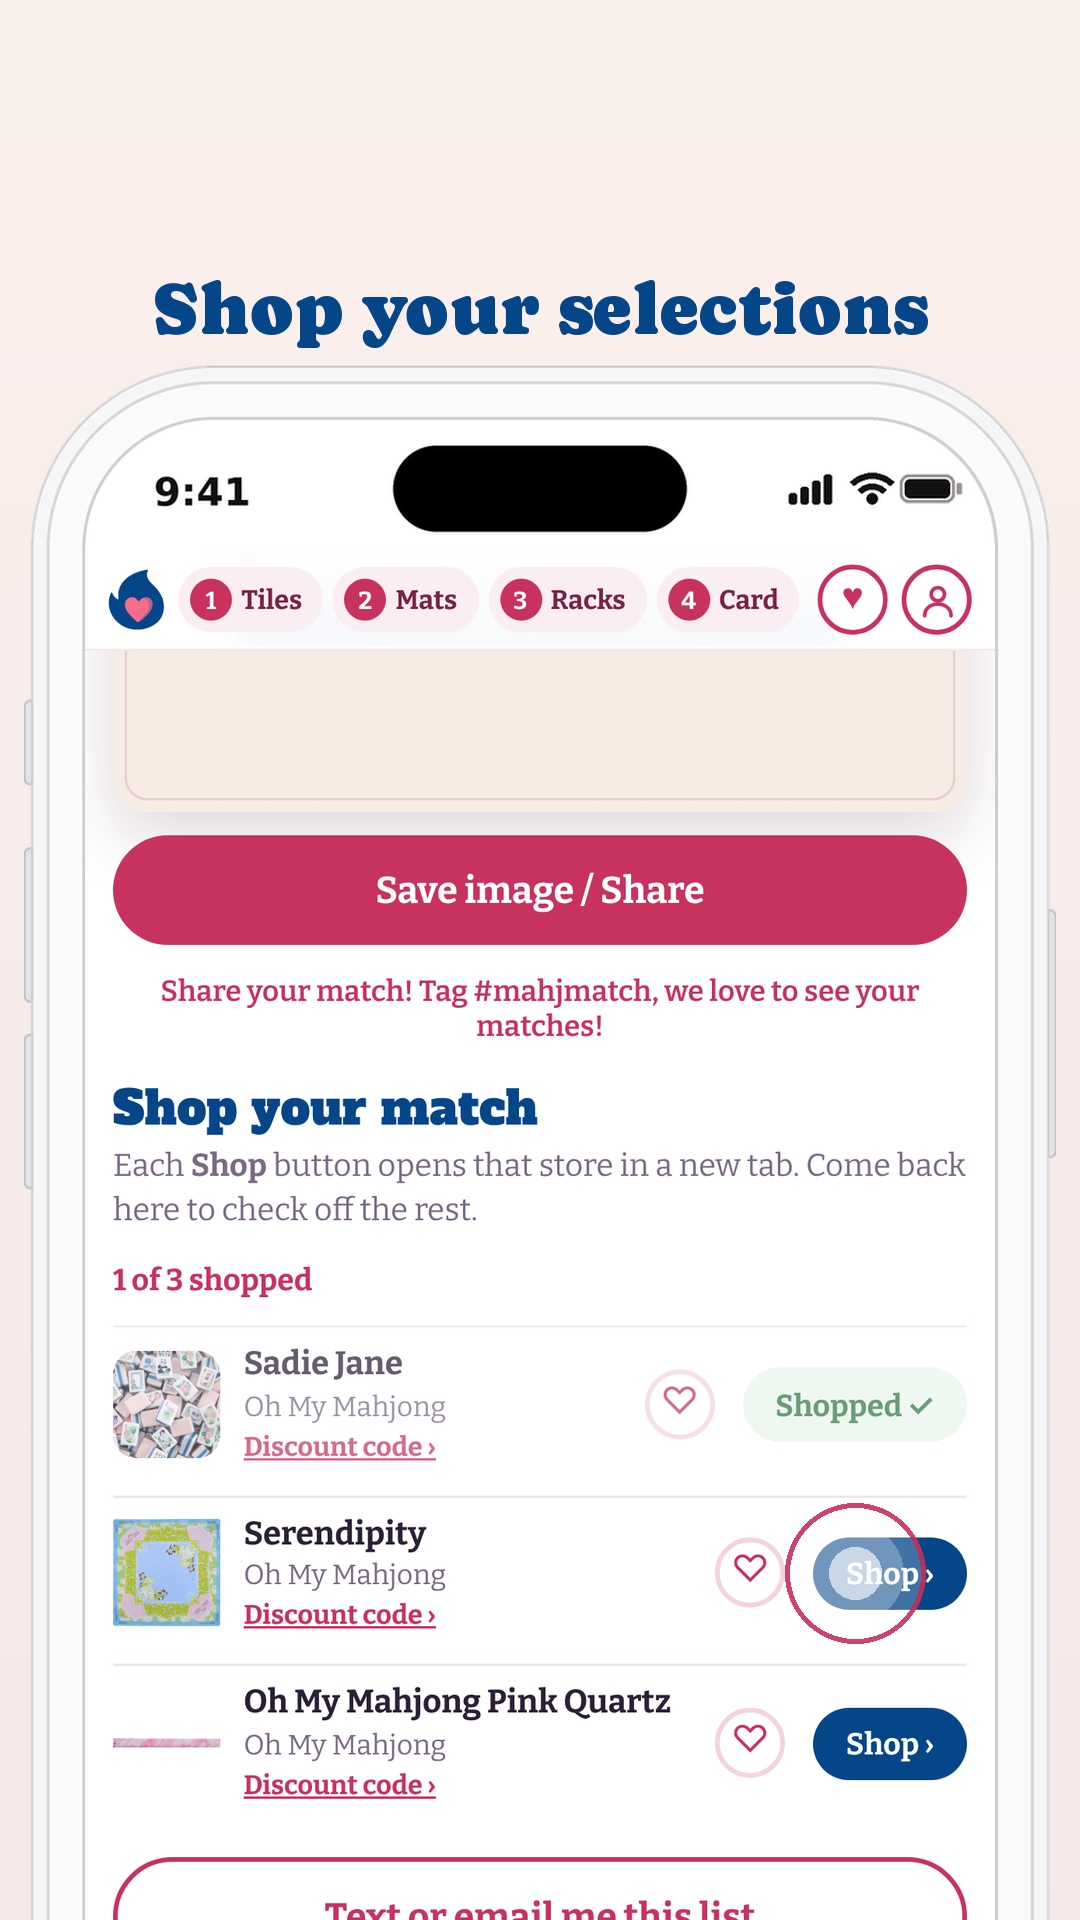 Shop your selections
9:41
1 Tiles 2 Mats 3 Racks 4 Card
Save image / Share
Share your match! Tag #mahjmatch, we love to see your
matches!
Shop your match
Each Shop button opens that store in a new tab. Come back
here to check off the rest.
1 of 3 shopped
Sadie Jane
Oh My Mahjong
Discount code ›
Shopped ✓
Serendipity
Oh My Mahjong
Discount code ›
Shop ›
Oh My Mahjong Pink Quartz
Oh My Mahjong
Discount code ›
Shop ›
Text or email me this list